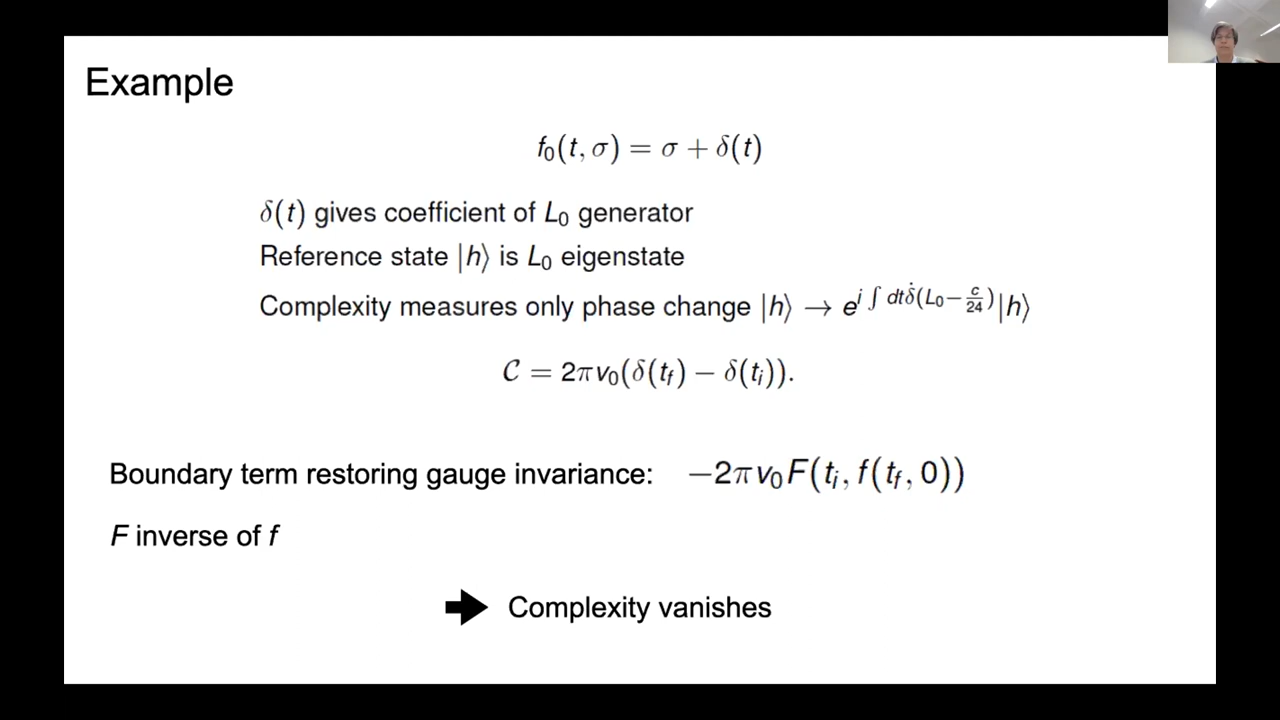 Example
f₀(t, σ) = σ + δ(t)
δ(t) gives coefficient of L₀ generator
Reference state |h⟩ is L₀ eigenstate
Complexity measures only phase change |h⟩ → e^{i ∫ dtδ̇(L₀−c/24)}|h⟩
𝒞 = 2πv₀(δ(t_f) − δ(t_i)).
Boundary term restoring gauge invariance: −2πv₀F(t_i, f(t_f, 0))
F inverse of f
➡ Complexity vanishes